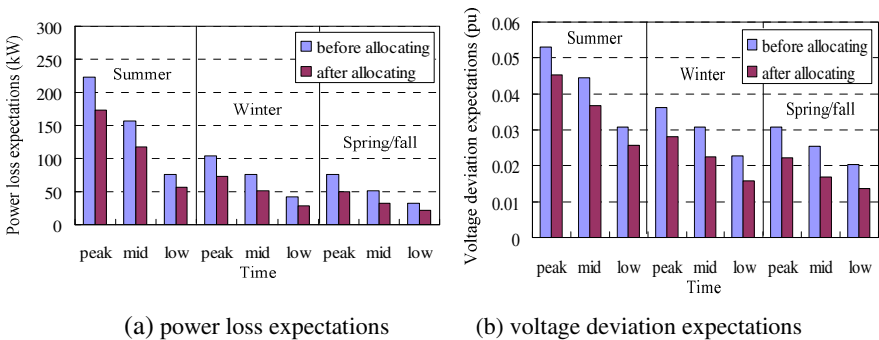 Power loss expectations (kW)
300
250
200
150
100
50
0
Summer
Winter
Spring/fall
before allocating
after allocating
peak mid low peak mid low peak mid low
Time
(a) power loss expectations
Voltage deviation expectations (pu)
0.06
0.05
0.04
0.03
0.02
0.01
0
Summer
Winter
Spring/fall
before allocating
after allocating
peak mid low peak mid low peak mid low
Time
(b) voltage deviation expectations